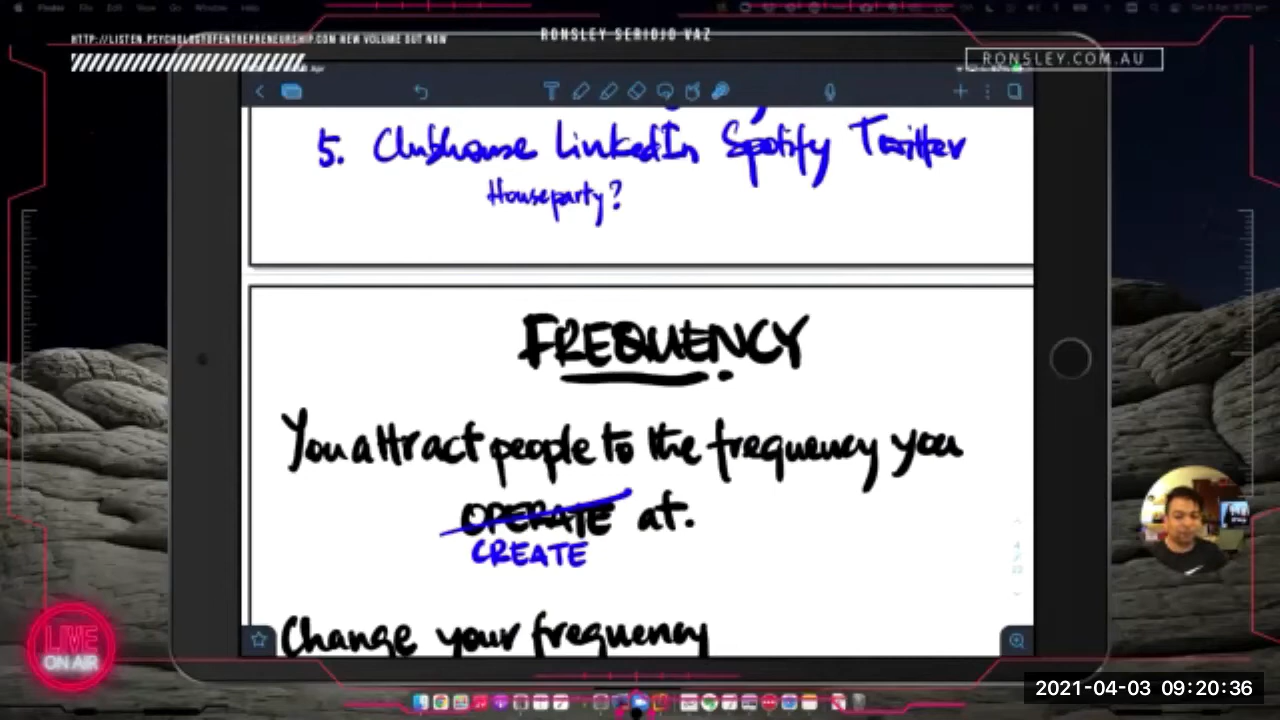 HTTP://LISTEN.PSYCHOLOGYOFENTREPRENEURSHIP.COM NEW VOLUME OUT NOW
RONSLEY SERIOJO VAZ
RONSLEY.COM.AU
5. Clubhouse LinkedIn Spotify Twitter
Houseparty?
FREQUENCY
You attract people to the frequency you
OPERATE at.
CREATE
Change your frequency
LIVE
ON AIR
2021-04-03 09:20:36